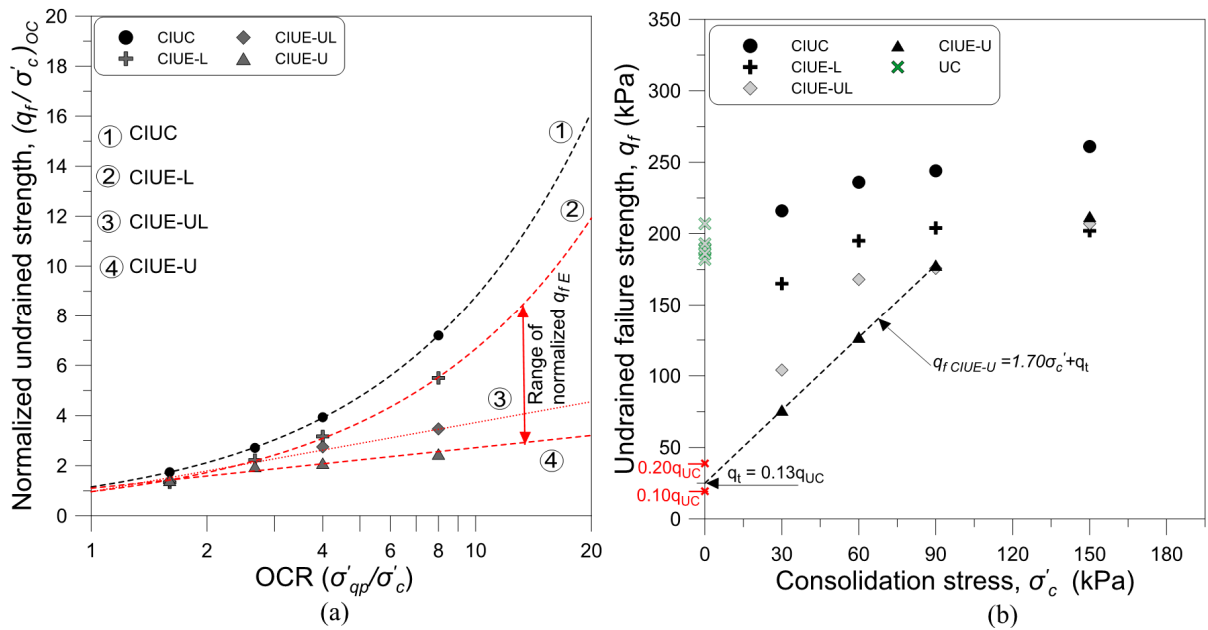 20
18
16
14
12
10
8
6
4
2
0
Normalized undrained strength, (q_f / σ'_c)_OC
CIUC
CIUE-L
CIUE-UL
CIUE-U
① CIUC
② CIUE-L
③ CIUE-UL
④ CIUE-U
①
②
③
④
Range of
normalized q_f E
1
2
4
6
8
10
20
OCR (σ'_qp/σ'_c)
(a)
350
300
250
200
150
100
50
0
Undrained failure strength, q_f (kPa)
CIUC
CIUE-L
CIUE-UL
CIUE-U
UC
q_f CIUE-U =1.70σ_c'+q_t
0.20q_UC
q_t = 0.13q_UC
0.10q_UC
0
30
60
90
120
150
180
Consolidation stress, σ'_c (kPa)
(b)